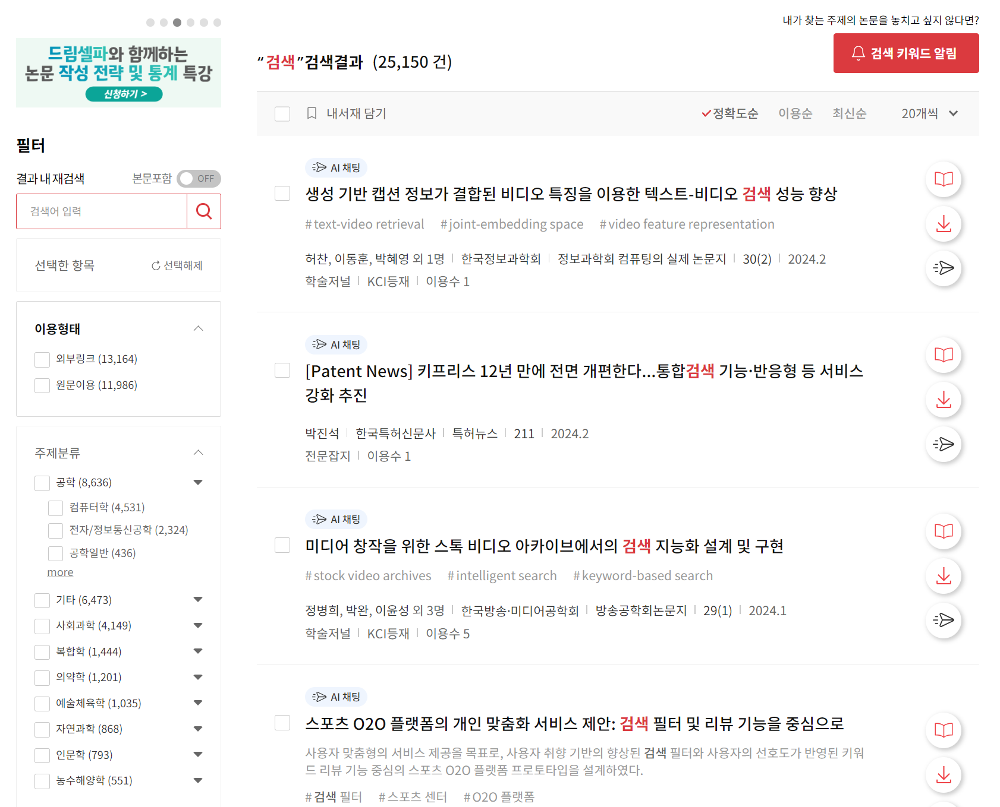 드림셀파와 함께하는
논문 작성 전략 및 통계 특강
신청하기 >
필터
결과 내 재검색
본문포함 OFF
검색어 입력
선택한 항목
선택해제
이용형태
외부링크 (13,164)
원문이용 (11,986)
주제분류
공학 (8,636)
컴퓨터학 (4,531)
전자/정보통신공학 (2,324)
공학일반 (436)
more
기타 (6,473)
사회과학 (4,149)
복합학 (1,444)
의약학 (1,201)
예술체육학 (1,035)
자연과학 (868)
인문학 (793)
농수해양학 (551)
내가 찾는 주제의 논문을 놓치고 싶지 않다면?
“검색”검색결과 (25,150 건)
검색 키워드 알림
내서재 담기
정확도순 이용순 최신순 20개씩
AI 채팅
생성 기반 캡션 정보가 결합된 비디오 특징을 이용한 텍스트-비디오 검색 성능 향상
#text-video retrieval #joint-embedding space #video feature representation
허찬, 이동훈, 박혜영 외 1명 | 한국정보과학회 | 정보과학회 컴퓨팅의 실제 논문지 | 30(2) | 2024.2
학술저널 | KCI등재 | 이용수 1
AI 채팅
[Patent News] 키프리스 12년 만에 전면 개편한다...통합검색 기능·반응형 등 서비스
강화 추진
박진석 | 한국특허신문사 | 특허뉴스 | 211 | 2024.2
전문잡지 | 이용수 1
AI 채팅
미디어 창작을 위한 스톡 비디오 아카이브에서의 검색 지능화 설계 및 구현
#stock video archives #intelligent search #keyword-based search
정병희, 박완, 이윤성 외 3명 | 한국방송·미디어공학회 | 방송공학회논문지 | 29(1) | 2024.1
학술저널 | KCI등재 | 이용수 5
AI 채팅
스포츠 O2O 플랫폼의 개인 맞춤화 서비스 제안: 검색 필터 및 리뷰 기능을 중심으로
사용자 맞춤형의 서비스 제공을 목표로, 사용자 취향 기반의 향상된 검색 필터와 사용자의 선호도가 반영된 키워
드 리뷰 기능 중심의 스포츠 O2O 플랫폼 프로토타입을 설계하였다.
#검색 필터 #스포츠 센터 #O2O 플랫폼